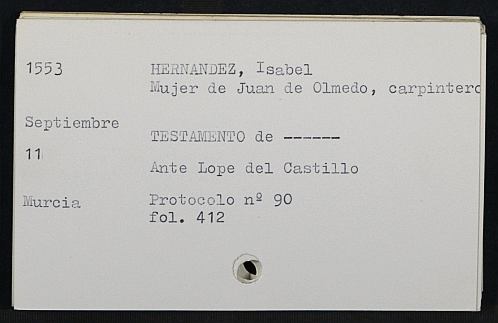 1553 HERNANDEZ, Isabel
Mujer de Juan de Olmedo, carpintero
Septiembre
TESTAMENTO de ------
11
Ante Lope del Castillo
Murcia Protocolo nº 90
fol. 412